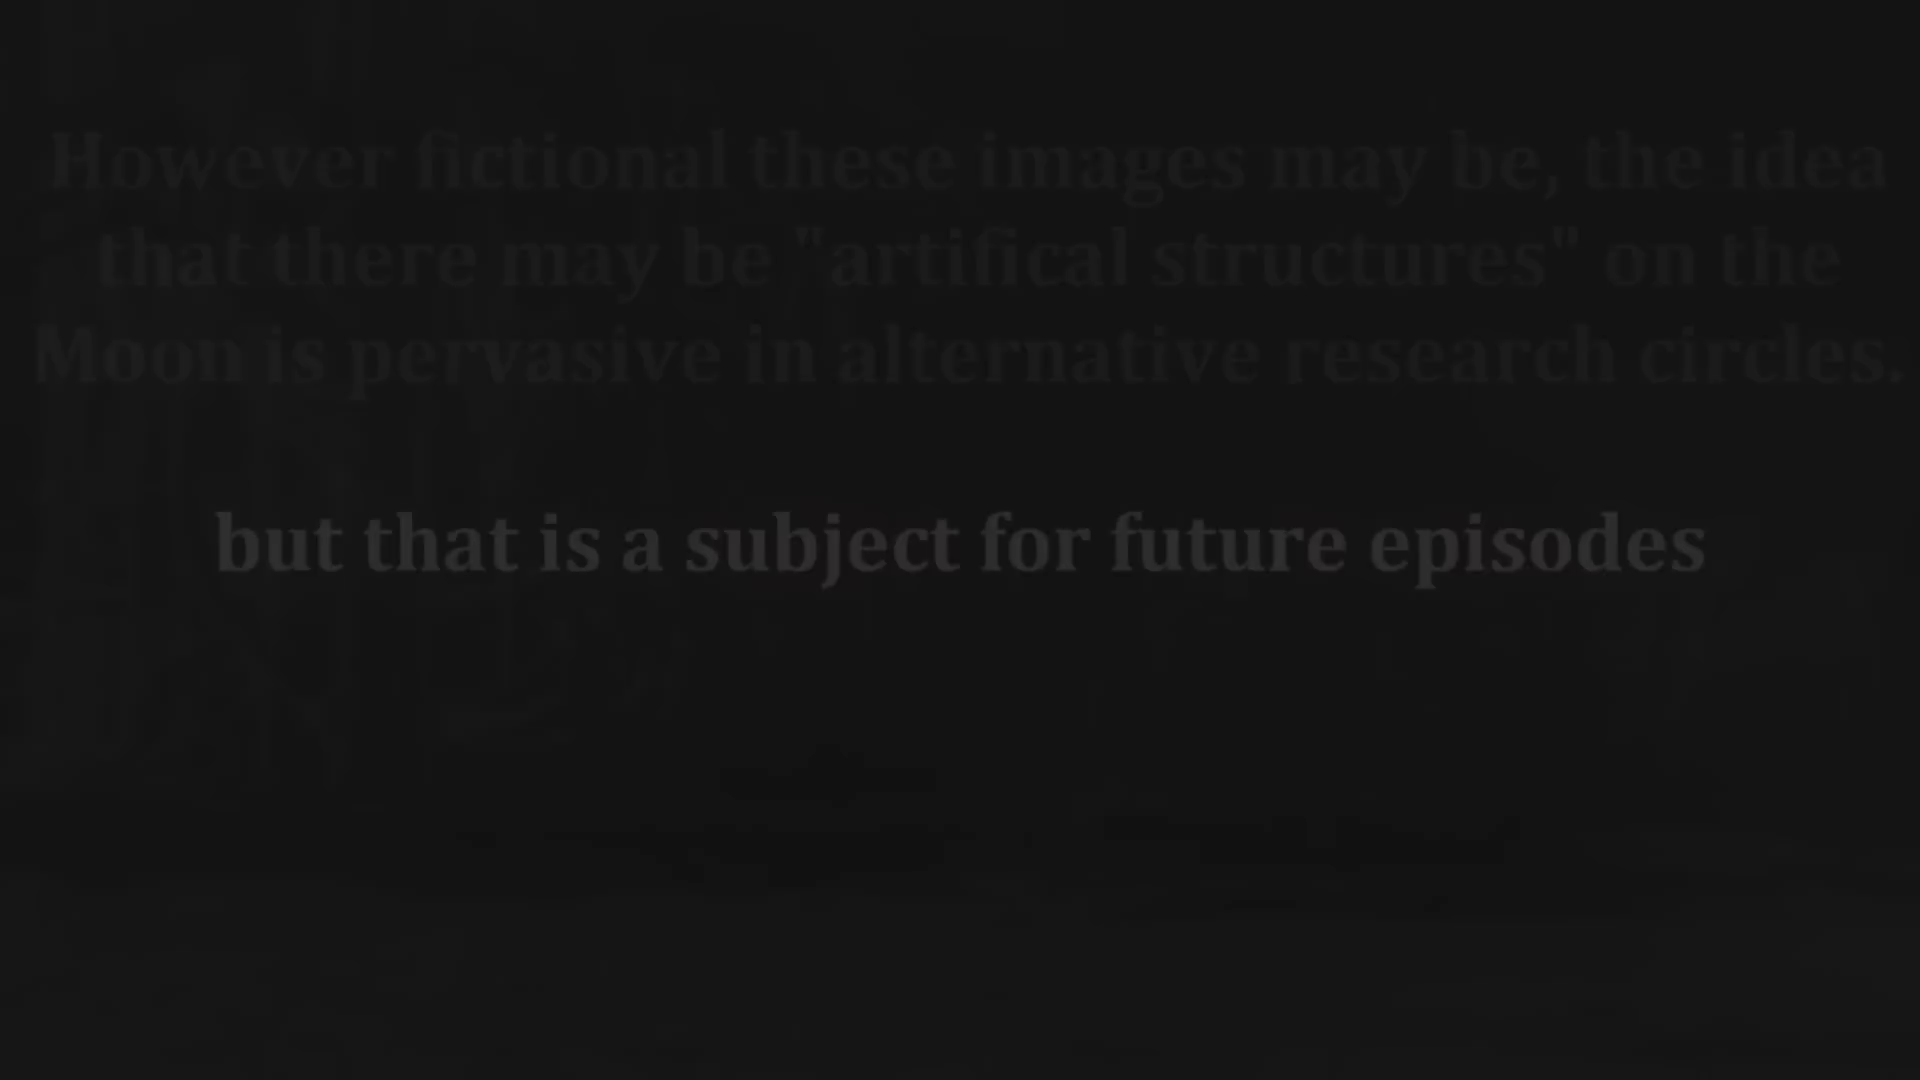 However fictional these images may be, the idea
that there may be "artifical structures" on the
Moon is pervasive in alternative research circles.
but that is a subject for future episodes